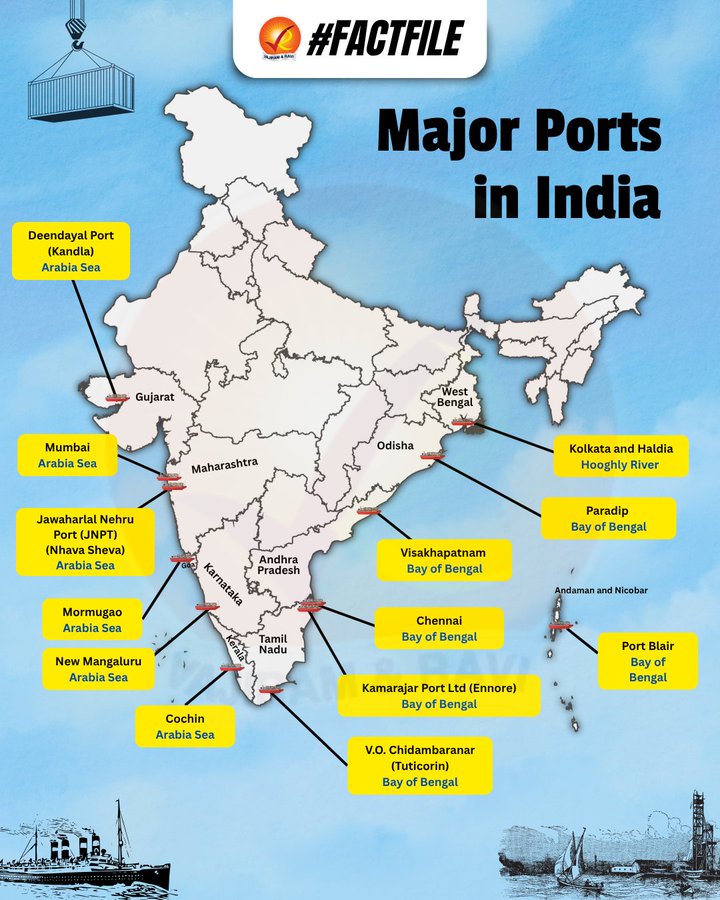 #FACTFILE
VAJIRAM & RAVI
Major Ports
in India
Deendayal Port
(Kandla)
Arabia Sea
Gujarat
West
Bengal
Mumbai
Arabia Sea
Maharashtra
Odisha
Kolkata and Haldia
Hooghly River
Jawaharlal Nehru
Port (JNPT)
(Nhava Sheva)
Arabia Sea
Paradip
Bay of Bengal
Goa
Karnataka
Andhra
Pradesh
Visakhapatnam
Bay of Bengal
Andaman and Nicobar
Mormugao
Arabia Sea
Chennai
Bay of Bengal
Port Blair
Bay of
Bengal
New Mangaluru
Arabia Sea
Kerala
Tamil
Nadu
Kamarajar Port Ltd (Ennore)
Bay of Bengal
Cochin
Arabia Sea
V.O. Chidambaranar
(Tuticorin)
Bay of Bengal